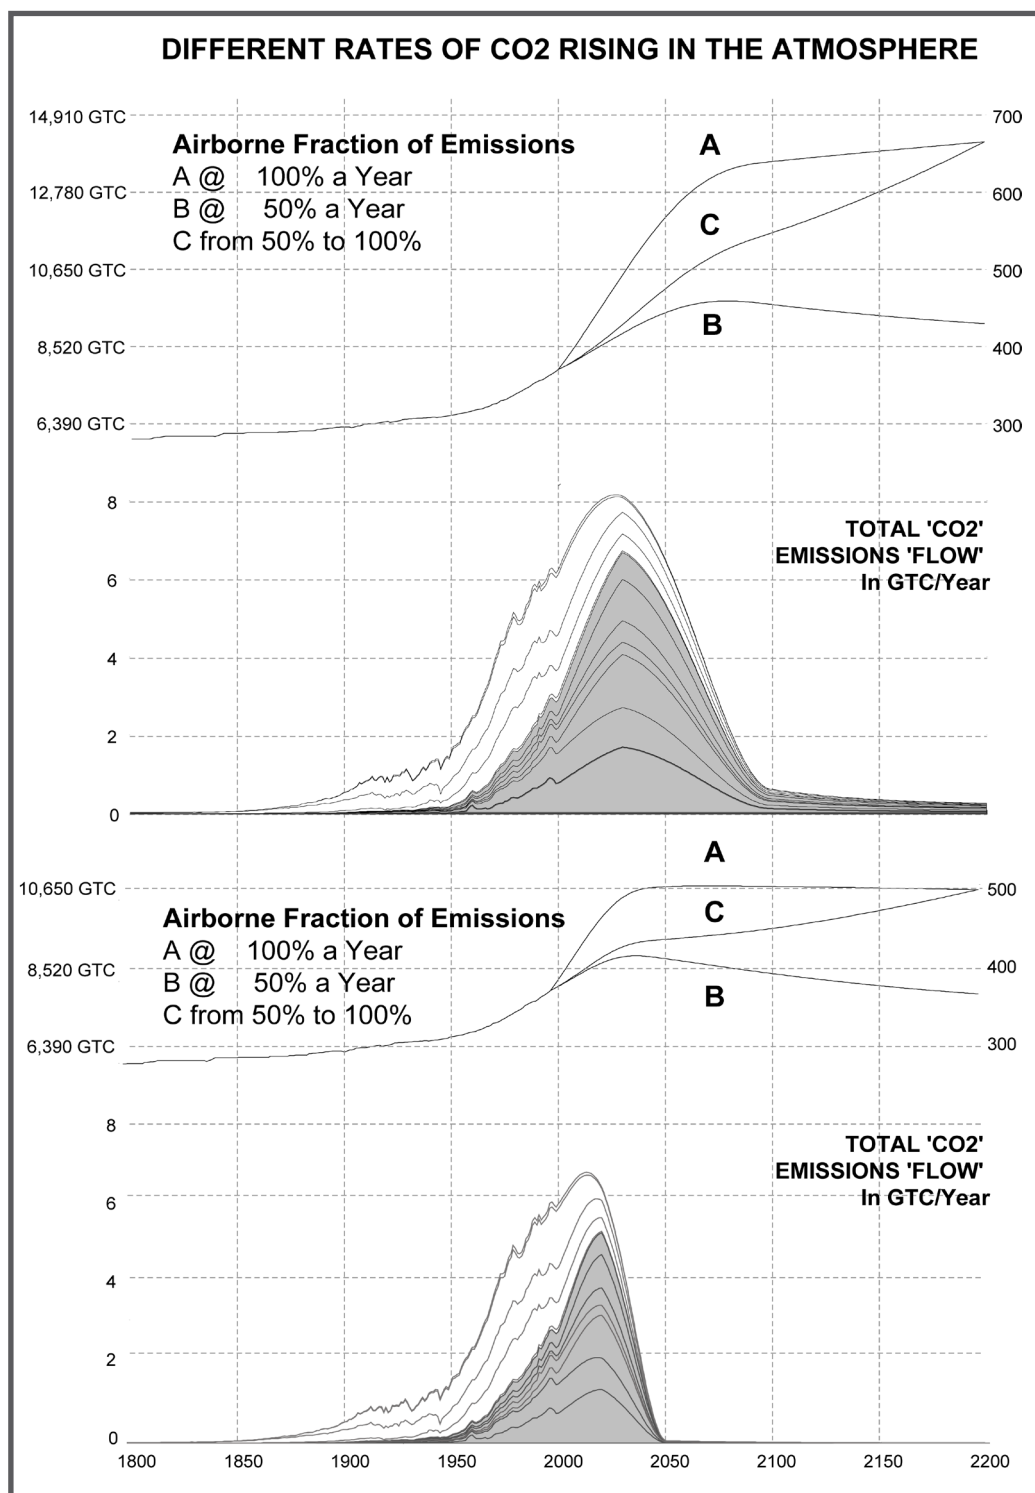 DIFFERENT RATES OF CO2 RISING IN THE ATMOSPHERE
14,910 GTC
700
Airborne Fraction of Emissions
A
A @ 100% a Year
12,780 GTC
600
B @ 50% a Year
C
C from 50% to 100%
10,650 GTC
500
B
8,520 GTC
400
6,390 GTC
300
8
TOTAL 'CO2'
EMISSIONS 'FLOW'
In GTC/Year
6
4
2
0
A
10,650 GTC
500
Airborne Fraction of Emissions
C
A @ 100% a Year
8,520 GTC
400
B @ 50% a Year
B
C from 50% to 100%
6,390 GTC
300
8
TOTAL 'CO2'
EMISSIONS 'FLOW'
In GTC/Year
6
4
2
0
1800 1850 1900 1950 2000 2050 2100 2150 2200